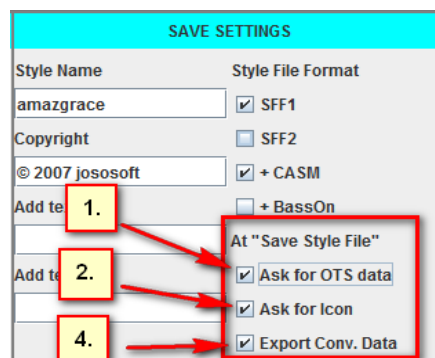 SAVE SETTINGS
Style Name
Style File Format
amazgrace
SFF1
Copyright
SFF2
© 2007 jososoft
+ CASM
Add te
1.
+ BassOn
At "Save Style File"
Add te
2.
Ask for OTS data
Ask for Icon
4.
Export Conv. Data